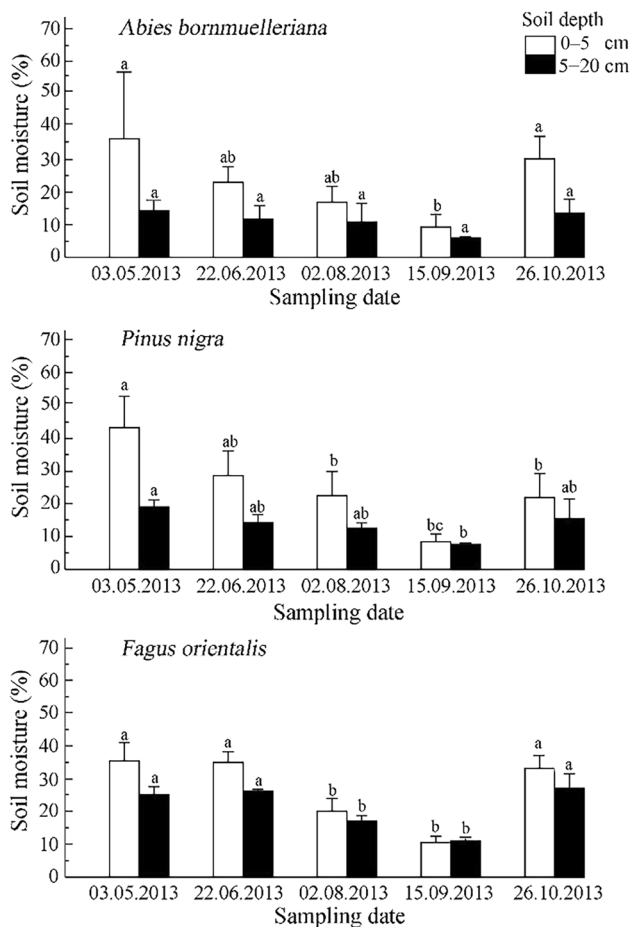 Abies bornmuelleriana
Soil depth
0–5 cm
5–20 cm
Soil moisture (%)
70
60
50
40
30
20
10
0
a
a
ab
a
ab
a
b
a
a
a
03.05.2013 22.06.2013 02.08.2013 15.09.2013 26.10.2013
Sampling date
Pinus nigra
Soil moisture (%)
70
60
50
40
30
20
10
0
a
a
ab
ab
b
ab
bc
b
b
ab
03.05.2013 22.06.2013 02.08.2013 15.09.2013 26.10.2013
Sampling date
Fagus orientalis
Soil moisture (%)
70
60
50
40
30
20
10
0
a
a
a
a
b
b
b
b
a
a
03.05.2013 22.06.2013 02.08.2013 15.09.2013 26.10.2013
Sampling date